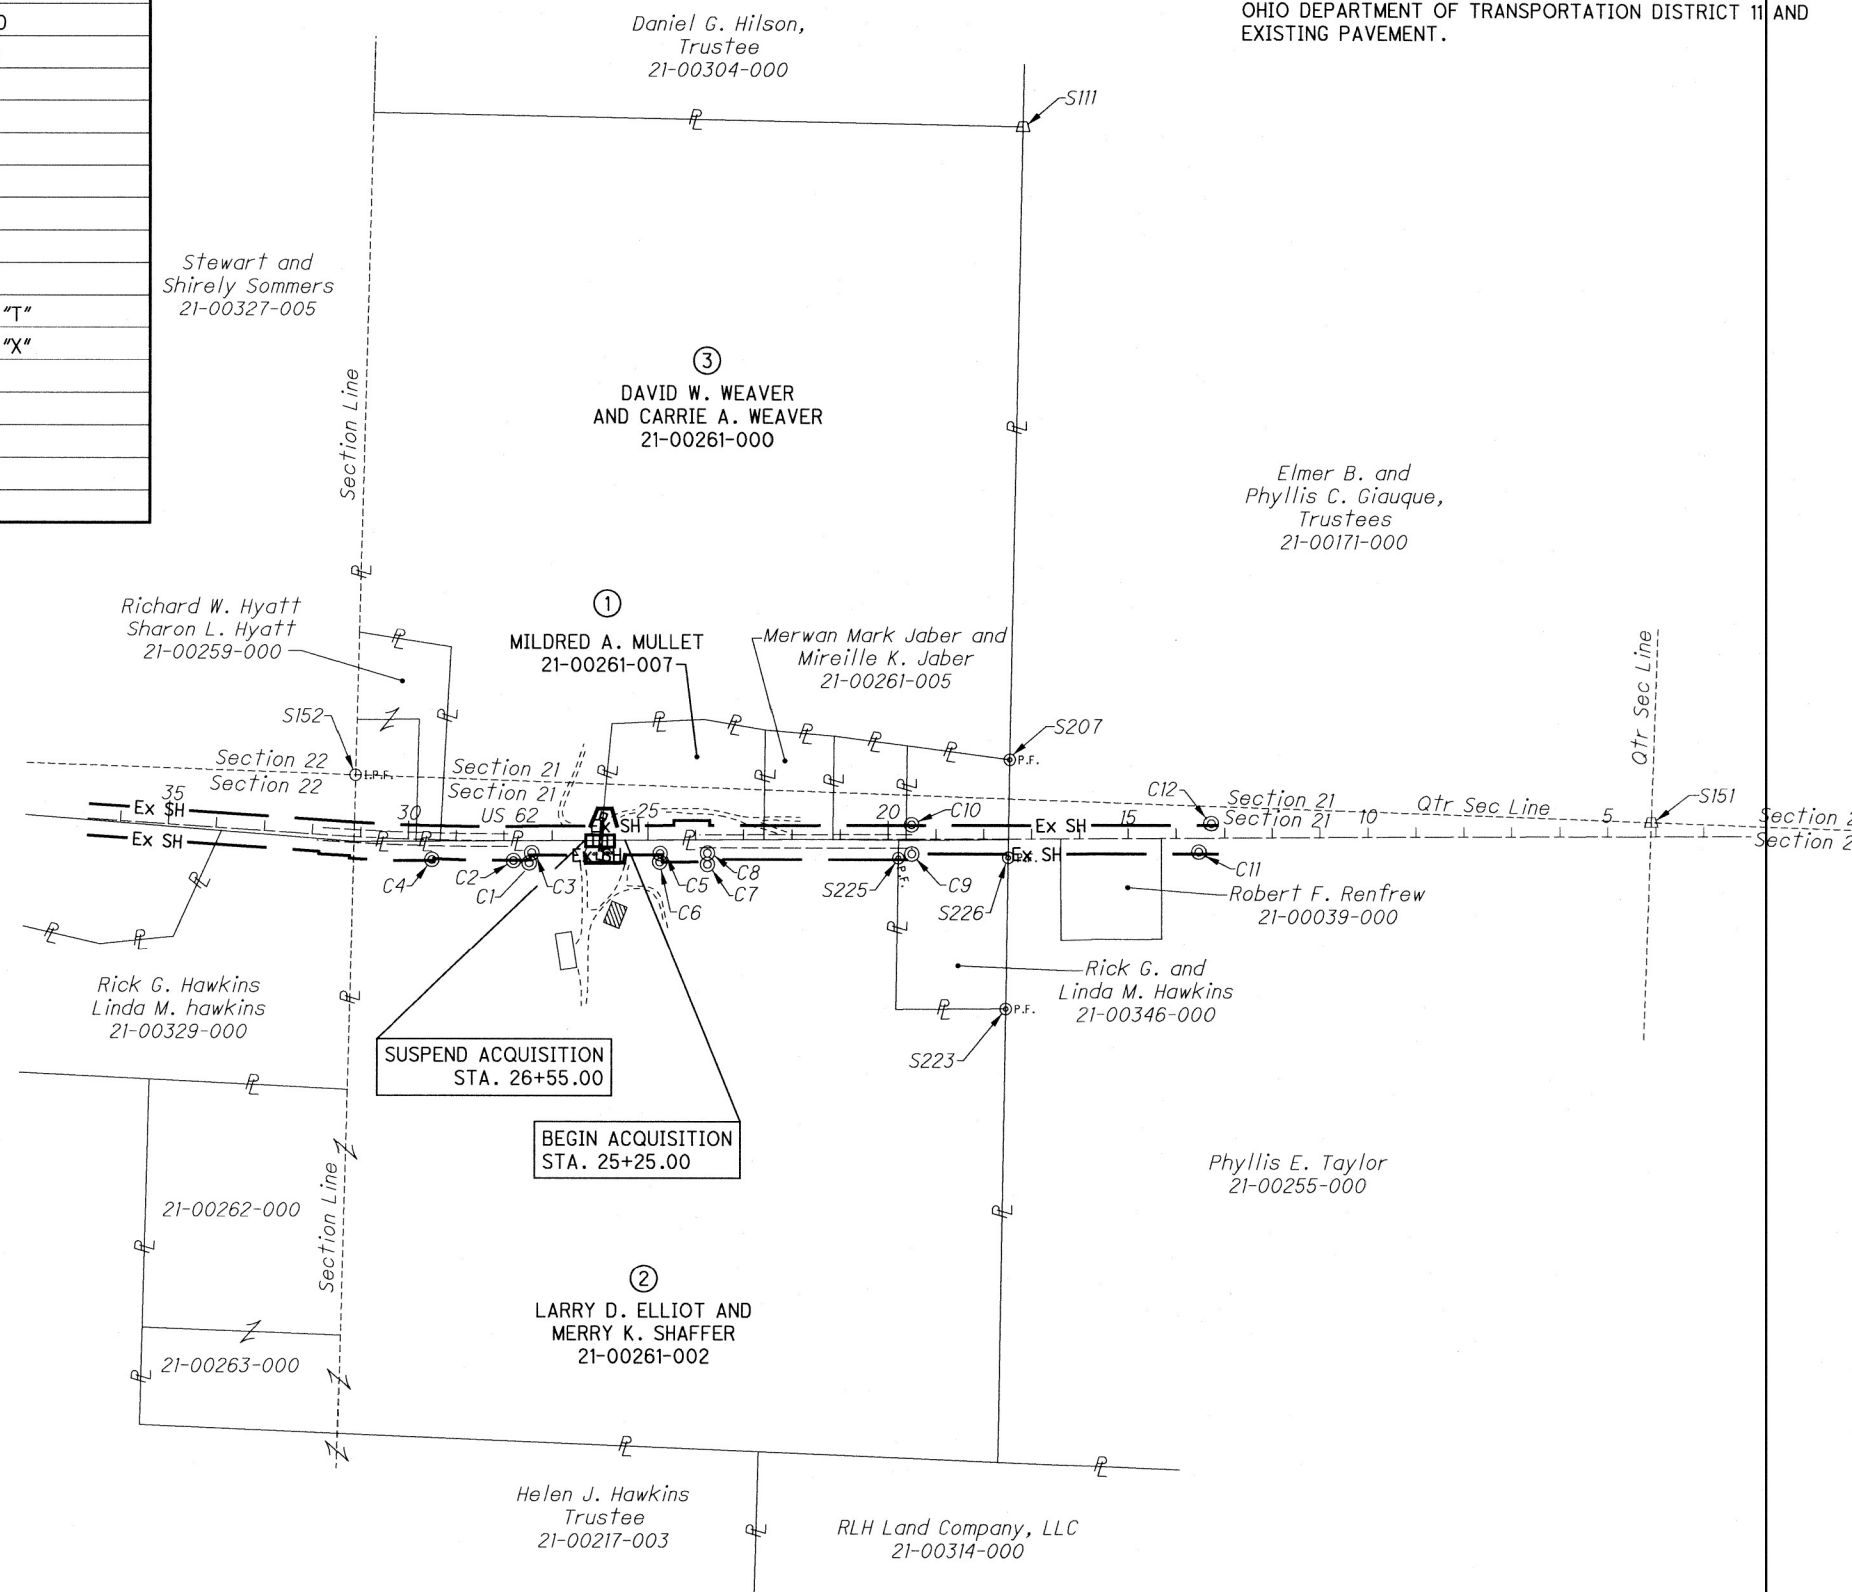 OHIO DEPARTMENT OF TRANSPORTATION DISTRICT 11 AND
EXISTING PAVEMENT.
"T"
"X"
Daniel G. Hilson,
Trustee
21-00304-000
S111
Stewart and
Shirely Sommers
21-00327-005
Section Line
3
DAVID W. WEAVER
AND CARRIE A. WEAVER
21-00261-000
Elmer B. and
Phyllis C. Giauque,
Trustees
21-00171-000
Richard W. Hyatt
Sharon L. Hyatt
21-00259-000
1
MILDRED A. MULLET
21-00261-007
Merwan Mark Jaber and
Mireille K. Jaber
21-00261-005
Qtr Sec Line
S152
I.P.F.
S207
P.F.
Section 22
Section 22
Section 21
Section 21
US 62
35
30
25
20
15
10
5
Ex SH
Ex SH
Ex SH
Ex SH
Ex SH
C10
C12
Section 21
Section 21
Qtr Sec Line
S151
Section 2
Section 2
C4
C2
C1
C3
C5
C6
C8
C7
S225
P.F.
C9
S226
C11
Robert F. Renfrew
21-00039-000
Rick G. Hawkins
Linda M. hawkins
21-00329-000
Rick G. and
Linda M. Hawkins
21-00346-000
P.F.
S223
SUSPEND ACQUISITION
STA. 26+55.00
BEGIN ACQUISITION
STA. 25+25.00
Phyllis E. Taylor
21-00255-000
21-00262-000
Section Line
21-00263-000
2
LARRY D. ELLIOT AND
MERRY K. SHAFFER
21-00261-002
Helen J. Hawkins
Trustee
21-00217-003
RLH Land Company, LLC
21-00314-000